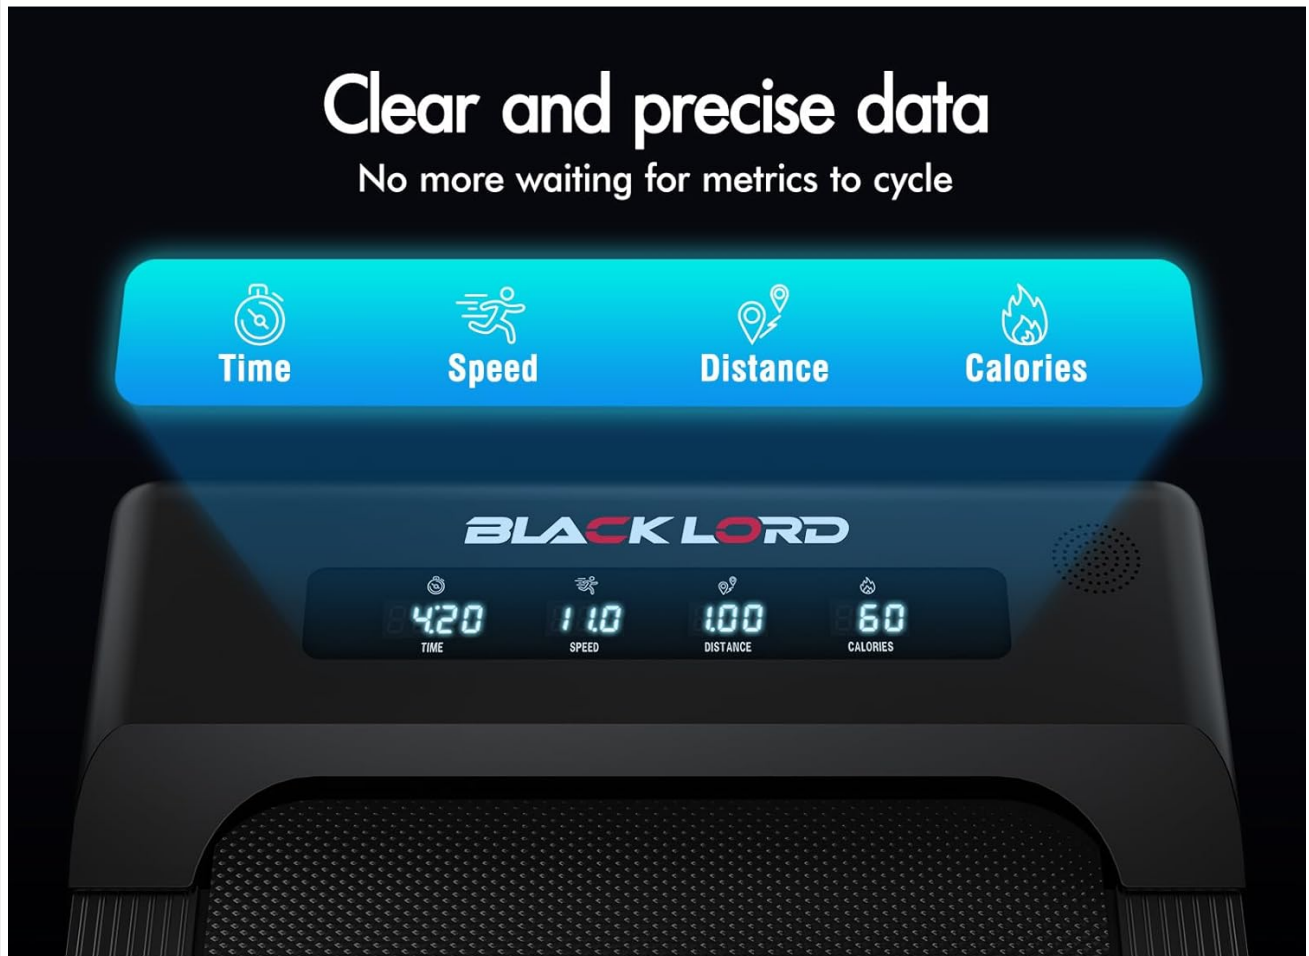 Clear and precise data
No more waiting for metrics to cycle
Time Speed Distance Calories
BLACK LORD
4:20 11.0 1.00 60
TIME SPEED DISTANCE CALORIES